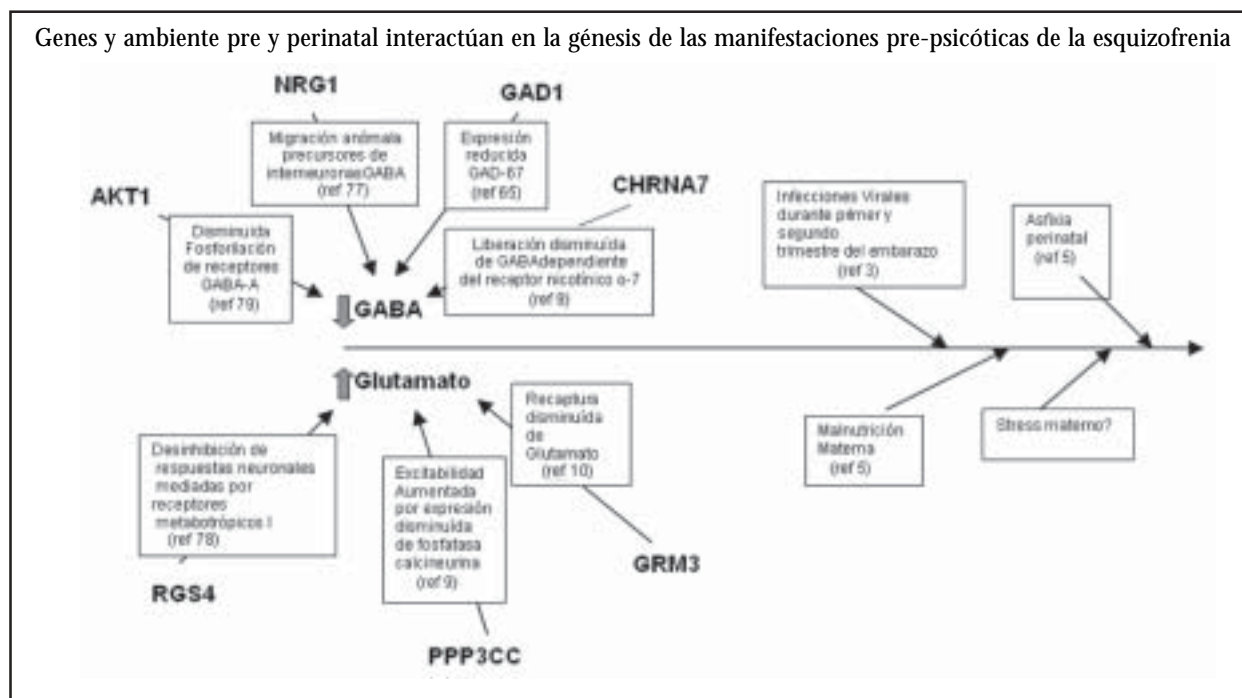 Genes y ambiente pre y perinatal interactúan en la génesis de las manifestaciones pre-psicóticas de la esquizofrenia
NRG1
GAD1
Migración anómala
precursores de
interneuronasGABA
(ref 77)
Expresión
reducida
GAD-67
(ref 65)
AKT1
CHRNA7
Disminuída
Fosforilación
de receptores
GABA-A
(ref 79)
Liberación disminuída
de GABAdependiente
del receptor nicotínico α-7
(ref 8)
Infecciones Virales
durante primer y
segundo
trimestre del embarazo
(ref 3)
Asfixia
perinatal
(ref 5)
GABA
Glutamato
Desinhibición de
respuestas neuronales
mediadas por
receptores
metabotrópicos I
(ref 78)
Excitabilidad
Aumentada
por expresión
disminuída
de fosfatasa
calcineurina
(ref 9)
Recaptura
disminuída
de
Glutamato
(ref 10)
Malnutrición
Materna
(ref 5)
Stress materno?
RGS4
GRM3
PPP3CC